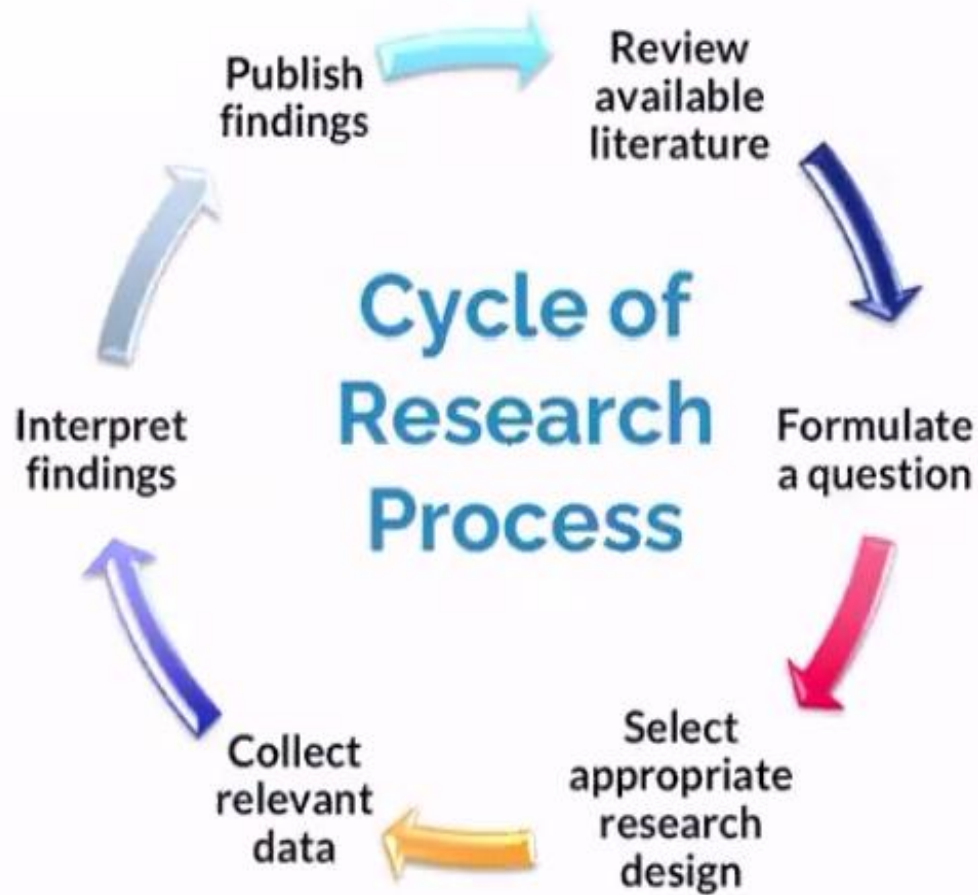 Publish
findings
Review
available
literature
Cycle of
Research
Process
Interpret
findings
Formulate
a question
Collect
relevant
data
Select
appropriate
research
design